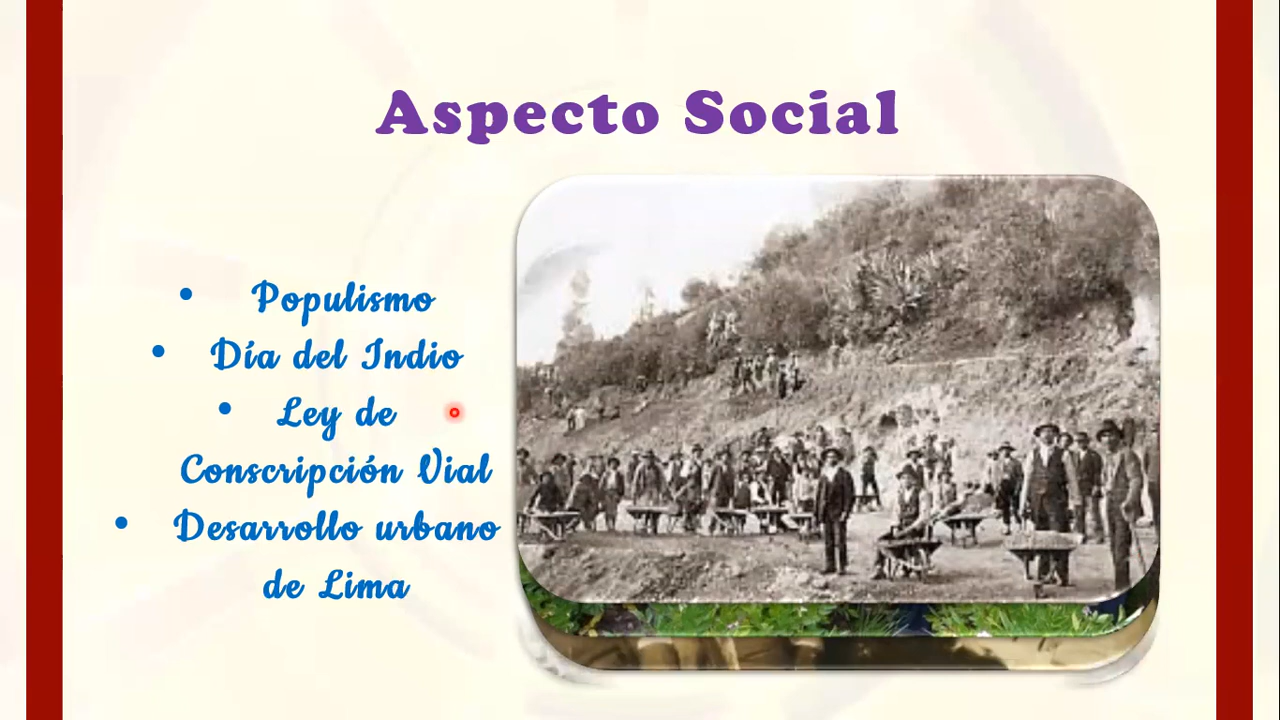 Aspecto Social
• Populismo
• Día del Indio
• Ley de
Conscripción Vial
• Desarrollo urbano
de Lima